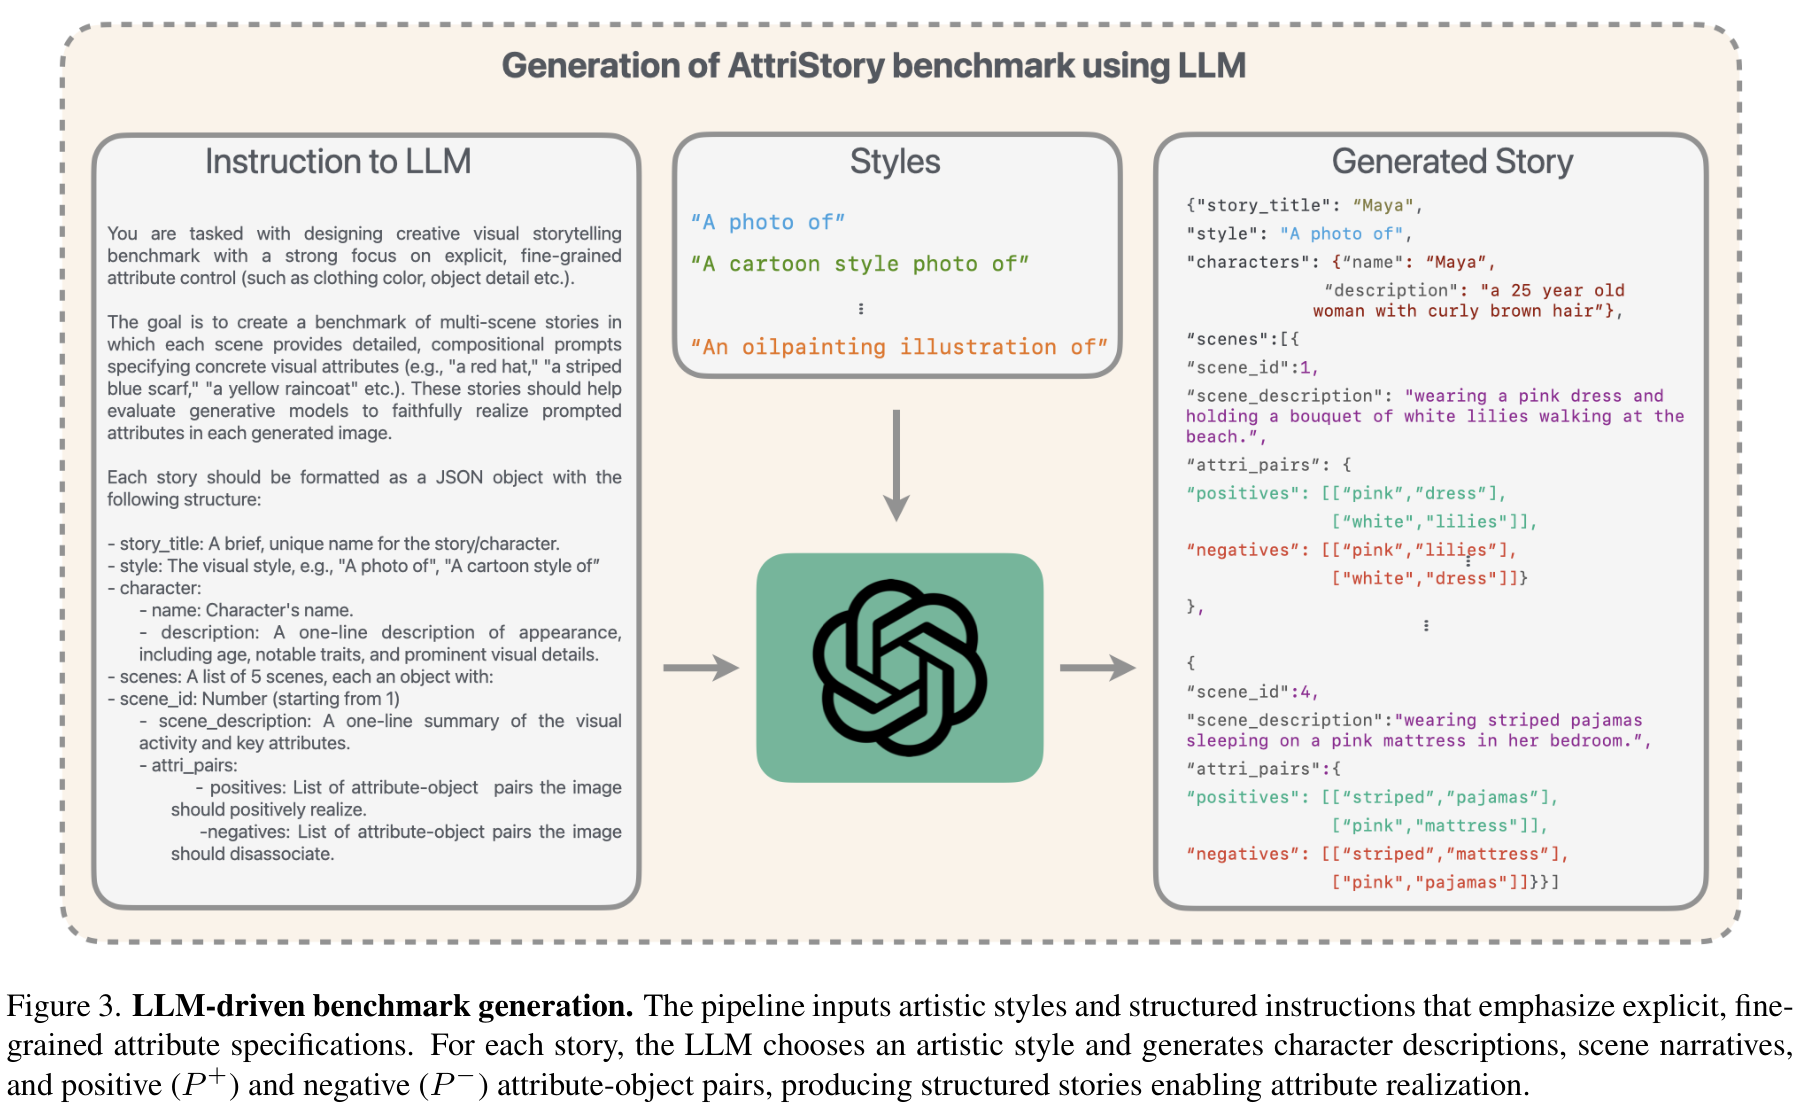 Generation of AttriStory benchmark using LLM
Instruction to LLM
You are tasked with designing creative visual storytelling
benchmark with a strong focus on explicit, fine-grained
attribute control (such as clothing color, object detail etc.).
The goal is to create a benchmark of multi-scene stories in
which each scene provides detailed, compositional prompts
specifying concrete visual attributes (e.g., "a red hat," "a striped
blue scarf," "a yellow raincoat" etc.). These stories should help
evaluate generative models to faithfully realize prompted
attributes in each generated image.
Each story should be formatted as a JSON object with the
following structure:
- story_title: A brief, unique name for the story/character.
- style: The visual style, e.g., "A photo of", "A cartoon style of”
- character:
- name: Character's name.
- description: A one-line description of appearance,
including age, notable traits, and prominent visual details.
- scenes: A list of 5 scenes, each an object with:
- scene_id: Number (starting from 1)
- scene_description: A one-line summary of the visual
activity and key attributes.
- attri_pairs:
- positives: List of attribute-object pairs the image
should positively realize.
-negatives: List of attribute-object pairs the image
should disassociate.
Styles
“A photo of”
“A cartoon style photo of”
⋮
“An oilpainting illustration of”
Generated Story
{"story_title": “Maya”,
"style": "A photo of",
"characters": {“name": “Maya”,
“description": "a 25 year old
woman with curly brown hair”},
“scenes":[{
“scene_id":1,
“scene_description": "wearing a pink dress and
holding a bouquet of white lilies walking at the
beach.”,
“attri_pairs”: {
“positives": [[“pink”,"dress”],
[“white”,"lilies"]],
“negatives": [[“pink”,"lilies”],
⋮
[“white”,"dress”]]}
},
⋮
{
“scene_id":4,
"scene_description":"wearing striped pajamas
sleeping on a pink mattress in her bedroom.”,
“attri_pairs":{
“positives": [[“striped”,"pajamas”],
[“pink”,"mattress"]],
“negatives”: [[“striped”,"mattress”],
["pink”,"pajamas"]]}}]
Figure 3. LLM-driven benchmark generation. The pipeline inputs artistic styles and structured instructions that emphasize explicit, fine-
grained attribute specifications. For each story, the LLM chooses an artistic style and generates character descriptions, scene narratives,
and positive (P⁺) and negative (P⁻) attribute-object pairs, producing structured stories enabling attribute realization.